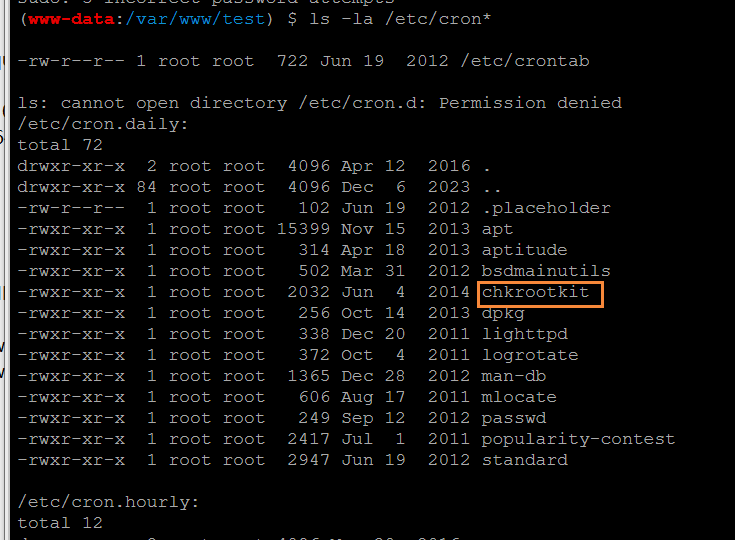 (www-data:/var/www/test) $ ls -la /etc/cron*
-rw-r--r-- 1 root root  722 Jun 19  2012 /etc/crontab
ls: cannot open directory /etc/cron.d: Permission denied
/etc/cron.daily:
total 72
drwxr-xr-x  2 root root  4096 Apr 12  2016 .
drwxr-xr-x 84 root root  4096 Dec  6  2023 ..
-rw-r--r--  1 root root   102 Jun 19  2012 .placeholder
-rwxr-xr-x  1 root root 15399 Nov 15  2013 apt
-rwxr-xr-x  1 root root   314 Apr 18  2013 aptitude
-rwxr-xr-x  1 root root   502 Mar 31  2012 bsdmainutils
-rwxr-xr-x  1 root root  2032 Jun  4  2014 chkrootkit
-rwxr-xr-x  1 root root   256 Oct 14  2013 dpkg
-rwxr-xr-x  1 root root   338 Dec 20  2011 lighttpd
-rwxr-xr-x  1 root root   372 Oct  4  2011 logrotate
-rwxr-xr-x  1 root root  1365 Dec 28  2012 man-db
-rwxr-xr-x  1 root root   606 Aug 17  2011 mlocate
-rwxr-xr-x  1 root root   249 Sep 12  2012 passwd
-rwxr-xr-x  1 root root  2417 Jul  1  2011 popularity-contest
-rwxr-xr-x  1 root root  2947 Jun 19  2012 standard
/etc/cron.hourly:
total 12